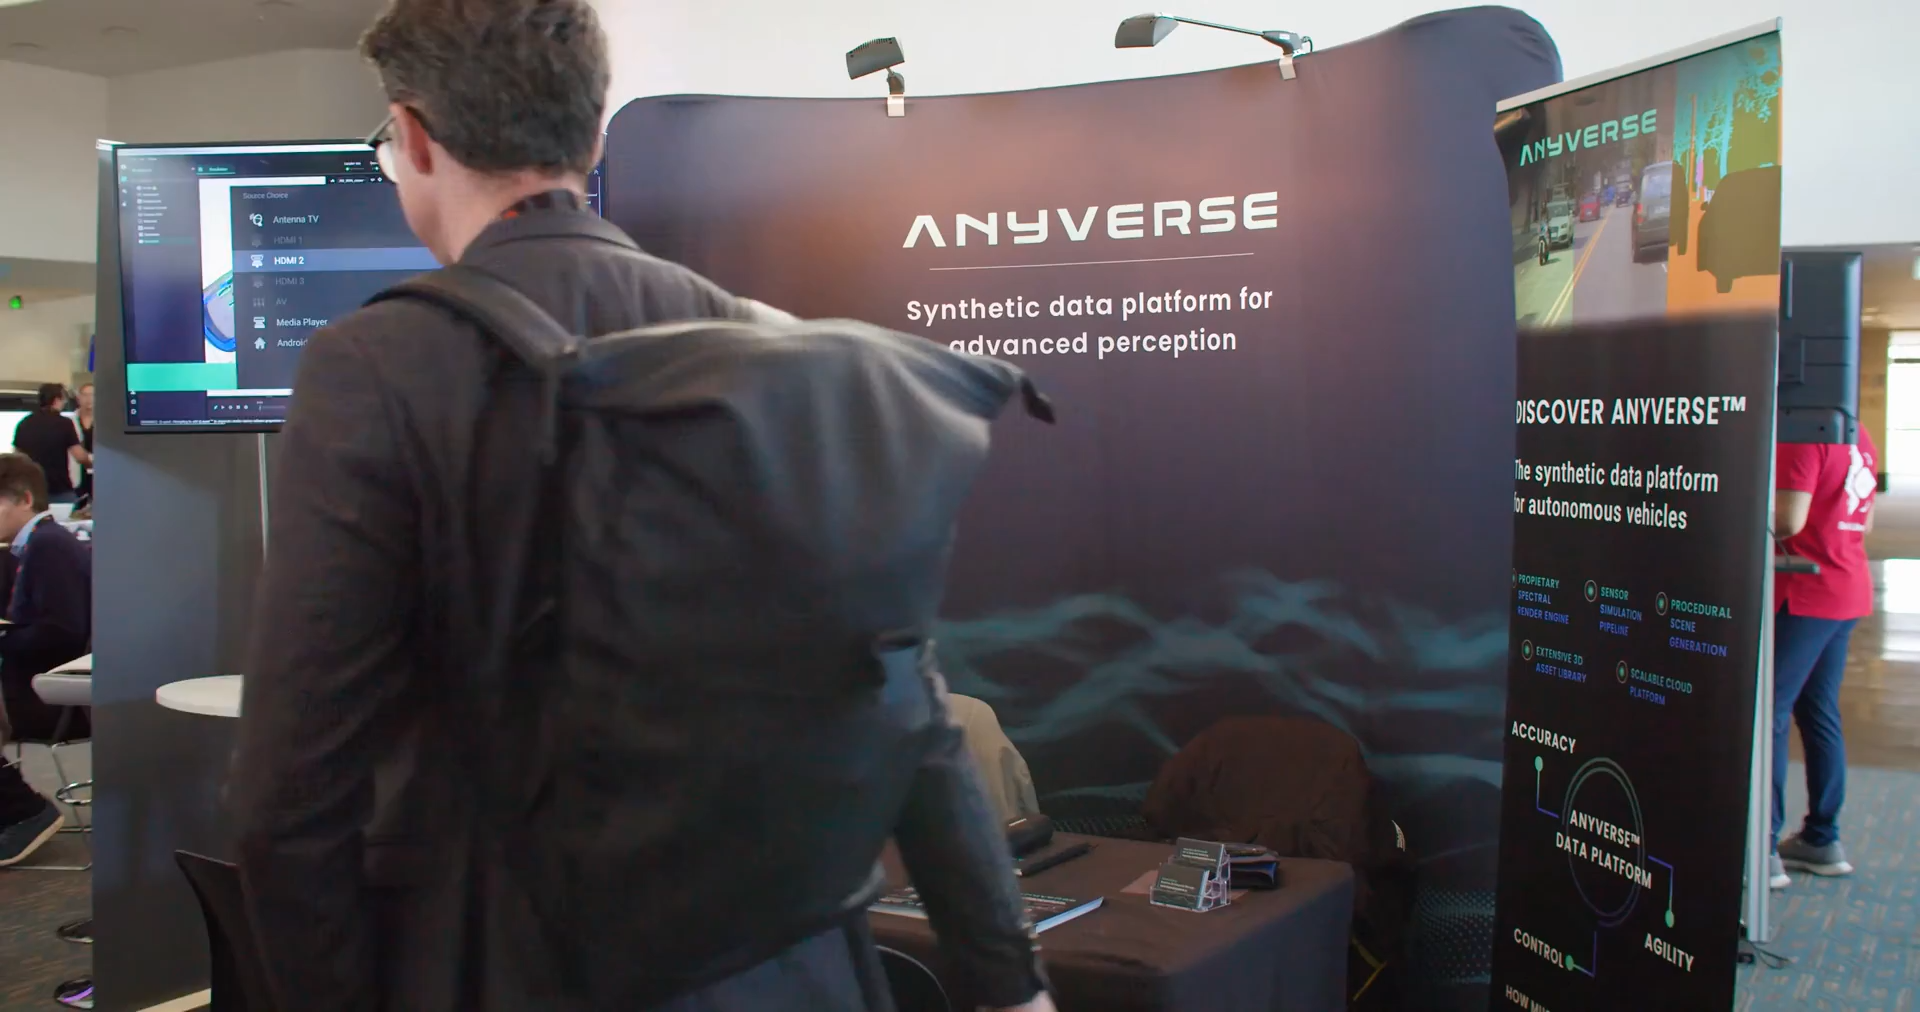 Source Choice
Antenna TV
HDMI 1
HDMI 2
HDMI 3
AV
Media Player
Android
ANYVERSE
Synthetic data platform for
advanced perception
ANYVERSE
DISCOVER ANYVERSE™
The synthetic data platform
for autonomous vehicles
PROPIETARY
SPECTRAL
RENDER ENGINE
SENSOR
SIMULATION
PIPELINE
PROCEDURAL
SCENE
GENERATION
EXTENSIVE 3D
ASSET LIBRARY
SCALABLE CLOUD
PLATFORM
ACCURACY
ANYVERSE™
DATA PLATFORM
CONTROL
AGILITY
HOW